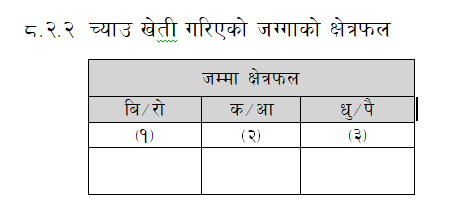 ८.२.२ च्याउ खेती गरिएको जग्गाको क्षेत्रफल
जम्मा क्षेत्रफल
बि/रो क/आ धु/पै
(१) (२) (३)